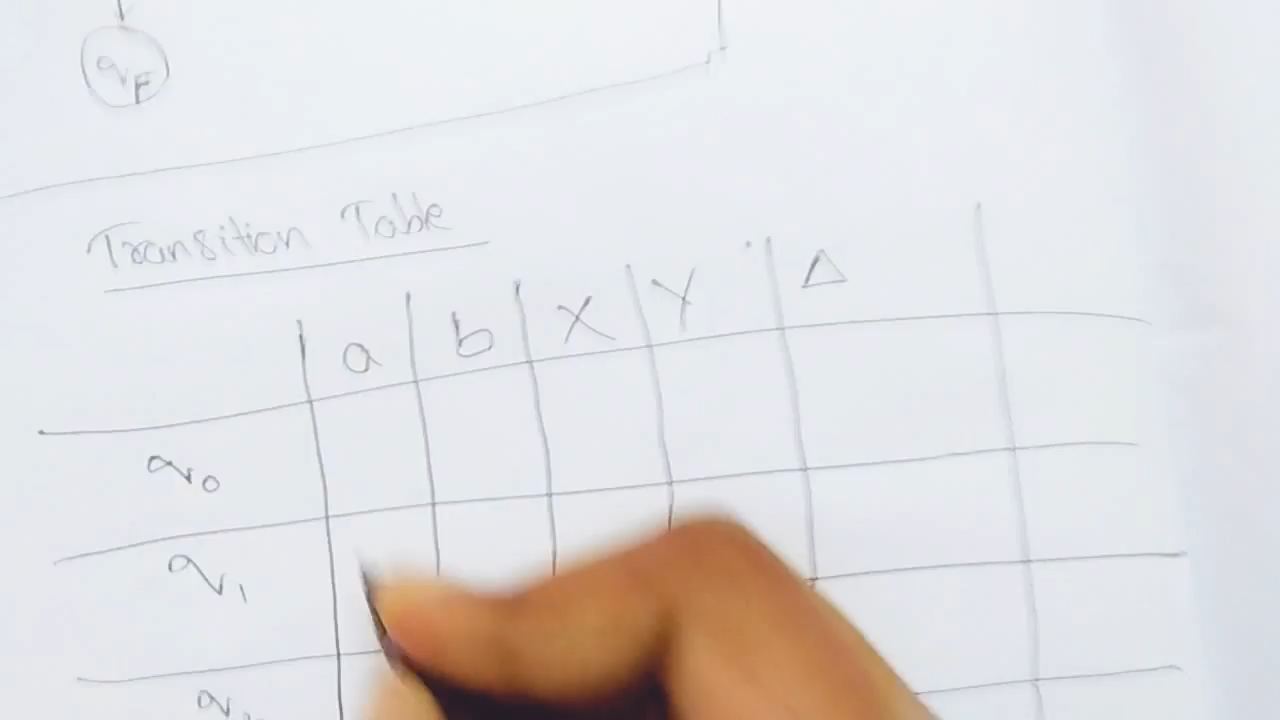 qF
Transition Table
a b X Y Δ
q0
q1
q